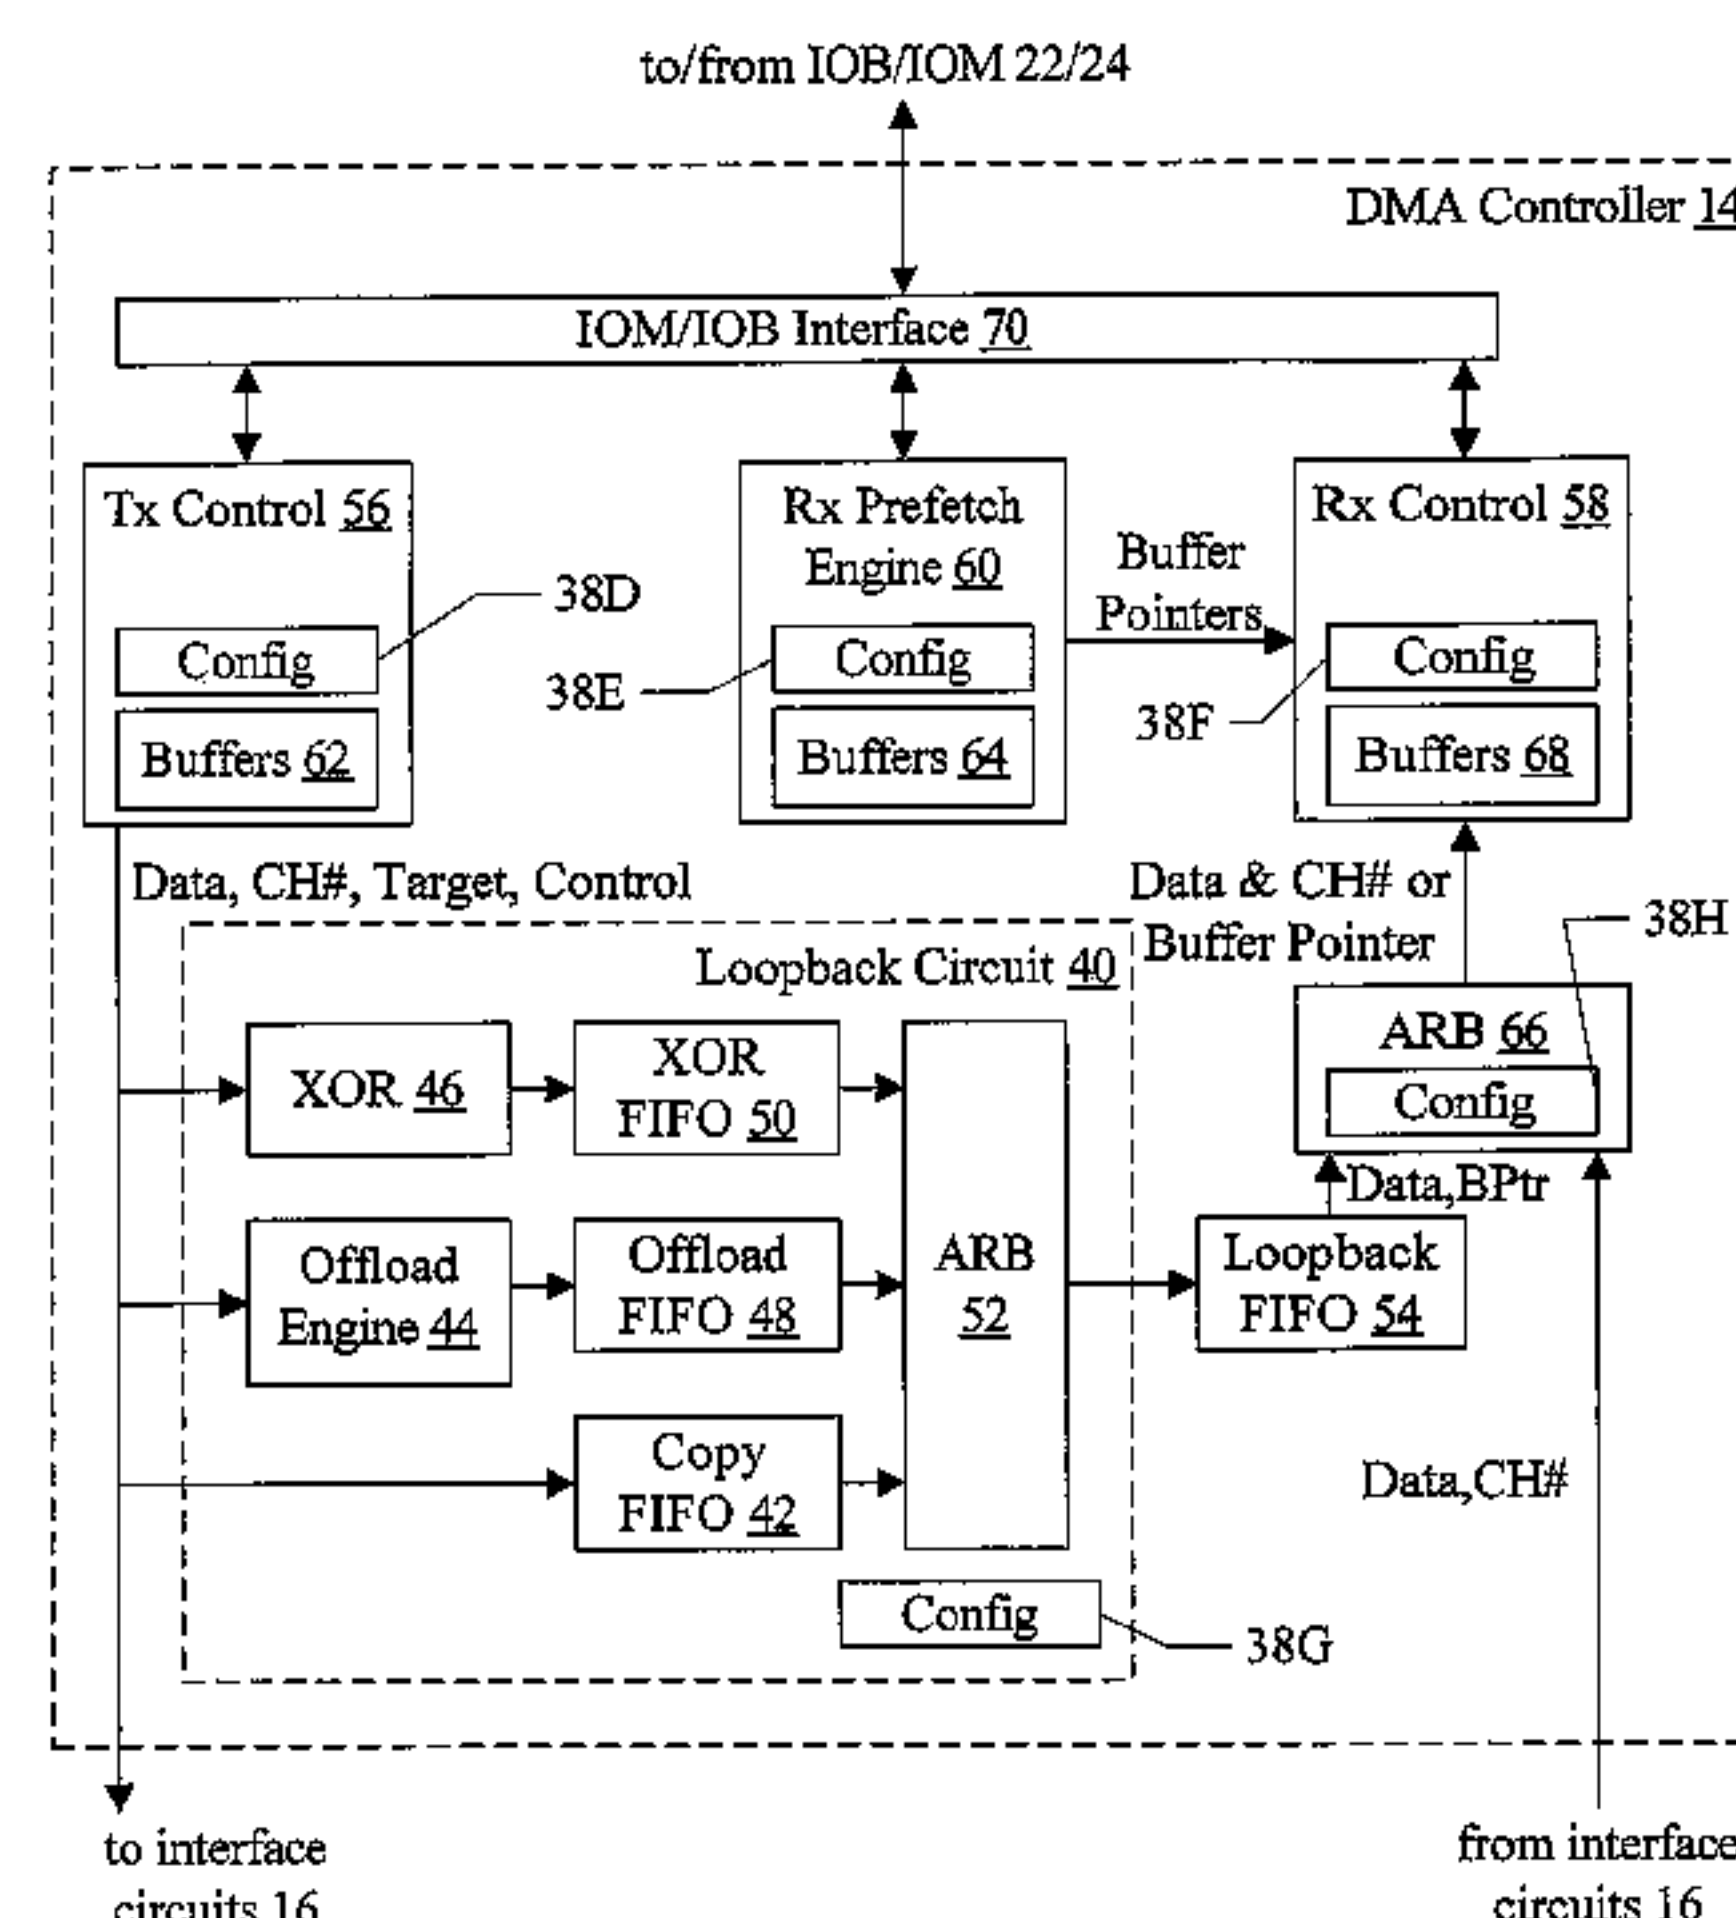 to/from IOB/IOM 22/24
DMA Controller 14
IOM/IOB Interface 70
Tx Control 56
Config
Buffers 62
38D
Rx Prefetch
Engine 60
Config
Buffers 64
38E
Buffer
Pointers
Rx Control 58
Config
Buffers 68
38F
Data, CH#, Target, Control
Data & CH# or
Buffer Pointer
38H
Loopback Circuit 40
ARB 66
Config
XOR 46
XOR
FIFO 50
Data,BPtr
Offload
Engine 44
Offload
FIFO 48
ARB
52
Loopback
FIFO 54
Copy
FIFO 42
Data,CH#
Config
38G
to interface
circuits 16
from interface
circuits 16